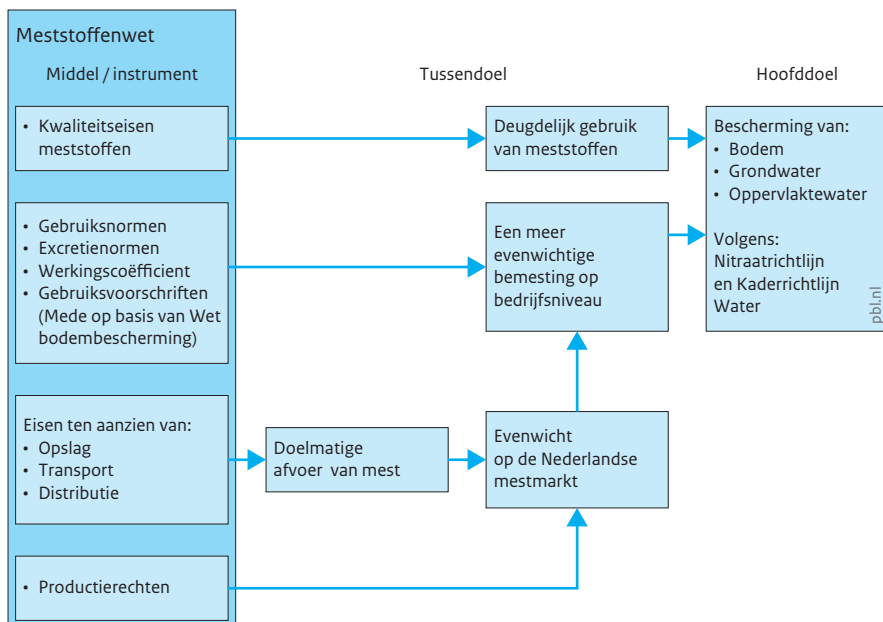 Meststoffenwet
Middel / instrument
Tussendoel
Hoofddoel
• Kwaliteitseisen
meststoffen
Deugdelijk gebruik
van meststoffen
Bescherming van:
• Bodem
• Grondwater
• Oppervlaktewater
Volgens:
Nitraatrichtlijn
en Kaderrichtlijn
Water
• Gebruiksnormen
• Excretienormen
• Werkingscoëfficient
• Gebruiksvoorschriften
(Mede op basis van Wet
bodembescherming)
Een meer
evenwichtige
bemesting op
bedrijfsniveau
Eisen ten aanzien van:
• Opslag
• Transport
• Distributie
Doelmatige
afvoer van mest
Evenwicht
op de Nederlandse
mestmarkt
• Productierechten
pbl.nl